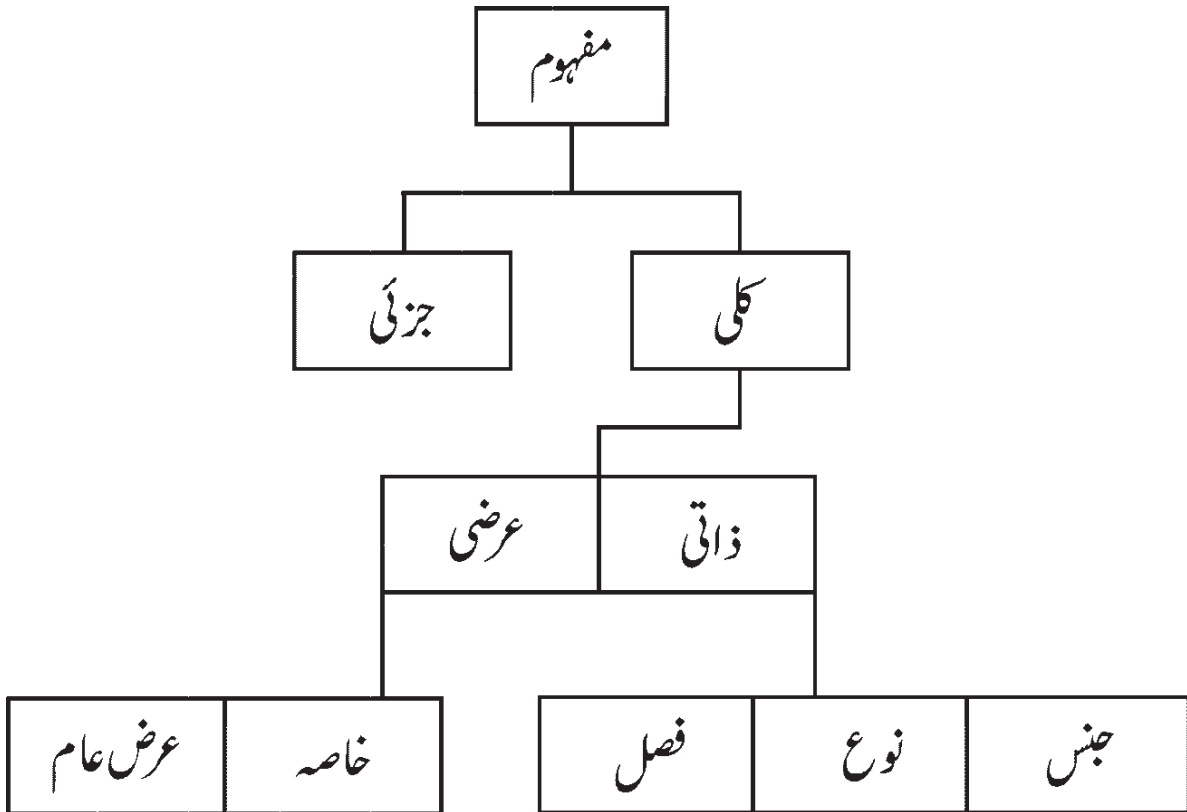 مفہوم
کلی جزئی
ذاتی عرضی
جنس نوع فصل خاصہ عرض عام